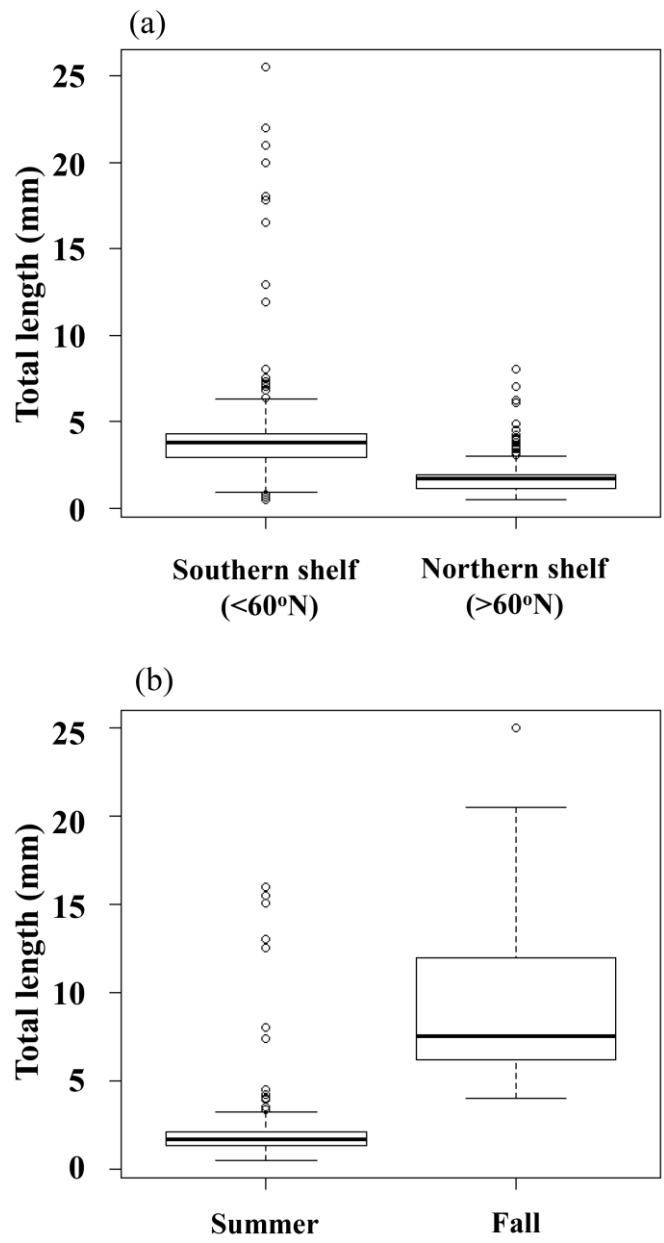 (a)
25
20
15
10
5
0
Total length (mm)
Southern shelf
(<60°N)
Northern shelf
(>60°N)
(b)
25
20
15
10
5
0
Total length (mm)
Summer
Fall